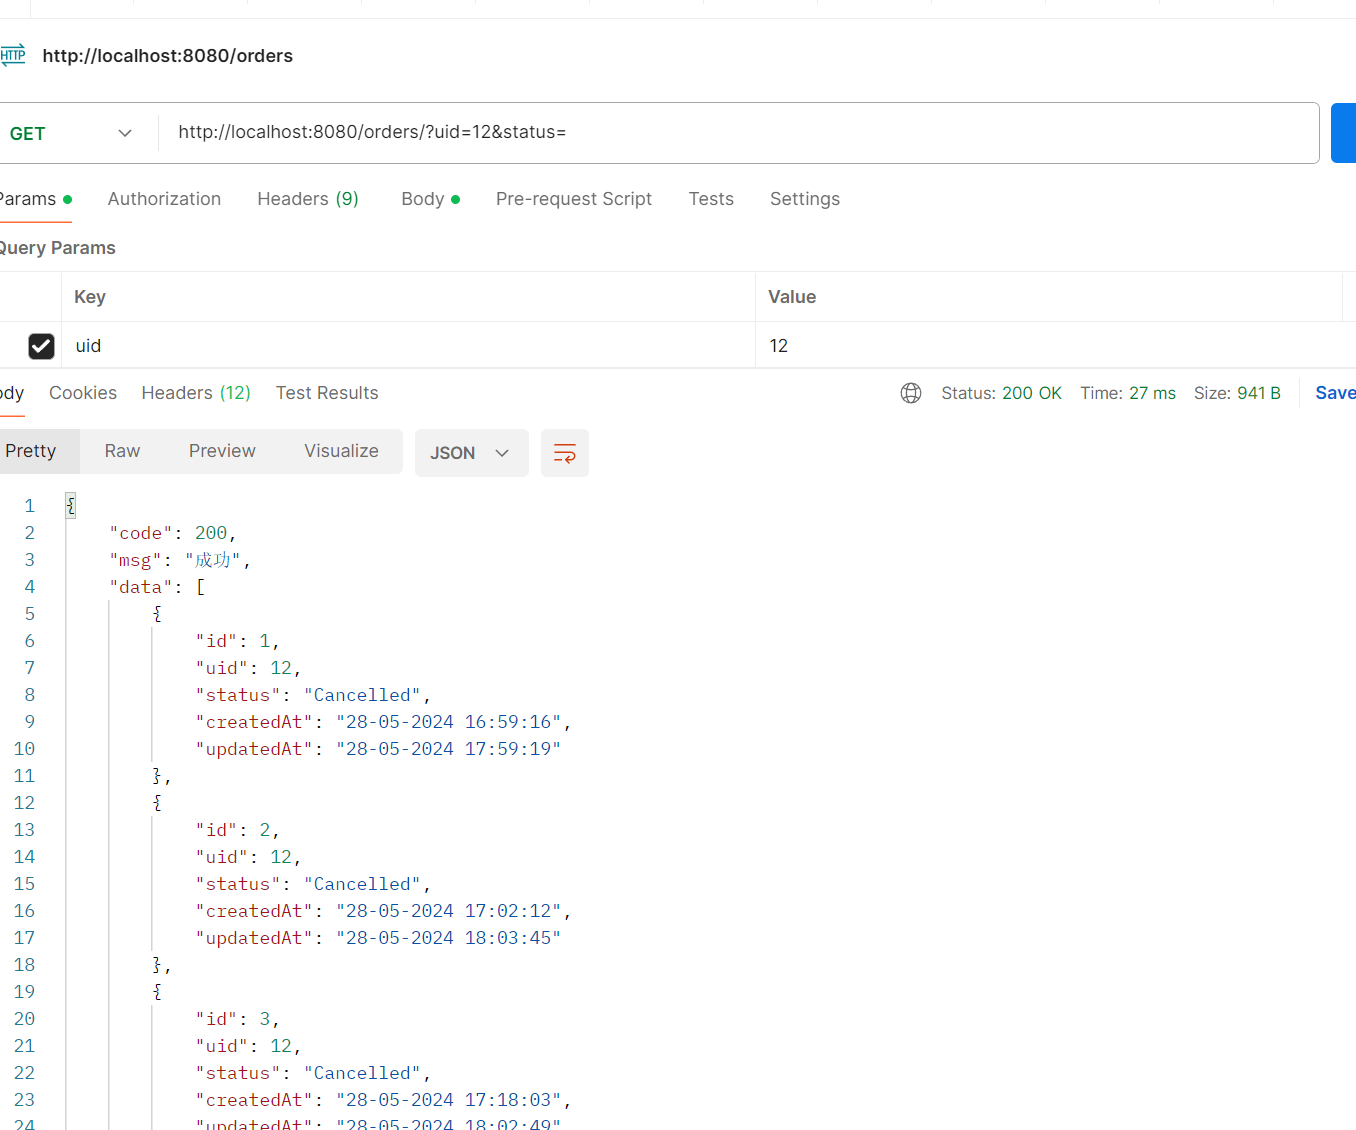 HTTP http://localhost:8080/orders
GET http://localhost:8080/orders/?uid=12&status=
Params Authorization Headers (9) Body Pre-request Script Tests Settings
Query Params
Key Value
uid 12
ody Cookies Headers (12) Test Results Status: 200 OK Time: 27 ms Size: 941 B Save
Pretty Raw Preview Visualize JSON
1 {
2 "code": 200,
3 "msg": "成功",
4 "data": [
5 {
6 "id": 1,
7 "uid": 12,
8 "status": "Cancelled",
9 "createdAt": "28-05-2024 16:59:16",
10 "updatedAt": "28-05-2024 17:59:19"
11 },
12 {
13 "id": 2,
14 "uid": 12,
15 "status": "Cancelled",
16 "createdAt": "28-05-2024 17:02:12",
17 "updatedAt": "28-05-2024 18:03:45"
18 },
19 {
20 "id": 3,
21 "uid": 12,
22 "status": "Cancelled",
23 "createdAt": "28-05-2024 17:18:03",
24 "updatedAt": "28-05-2024 18:02:49"